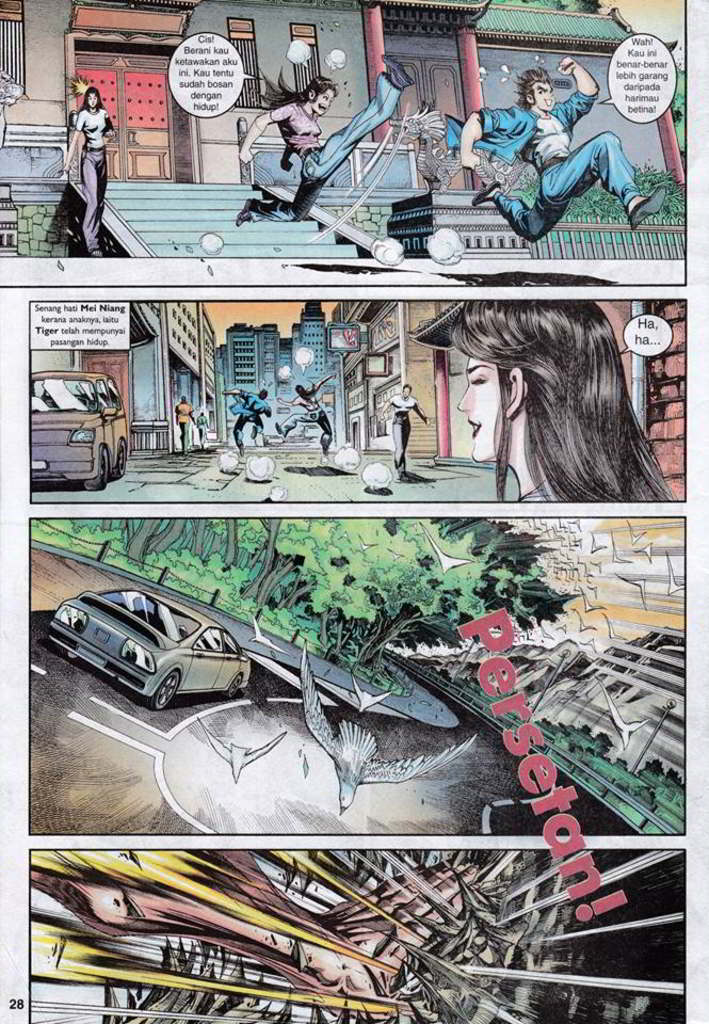 Cis!
Berani kau
ketawakan aku
ini. Kau tentu
sudah bosan
dengan
hidup!
Wah!
Kau ini
benar-benar
lebih garang
daripada
harimau
betina!
Senang hati Mei Niang
kerana anaknya, iaitu
Tiger telah mempunyai
pasangan hidup.
Ha,
ha...
Persetan!
28